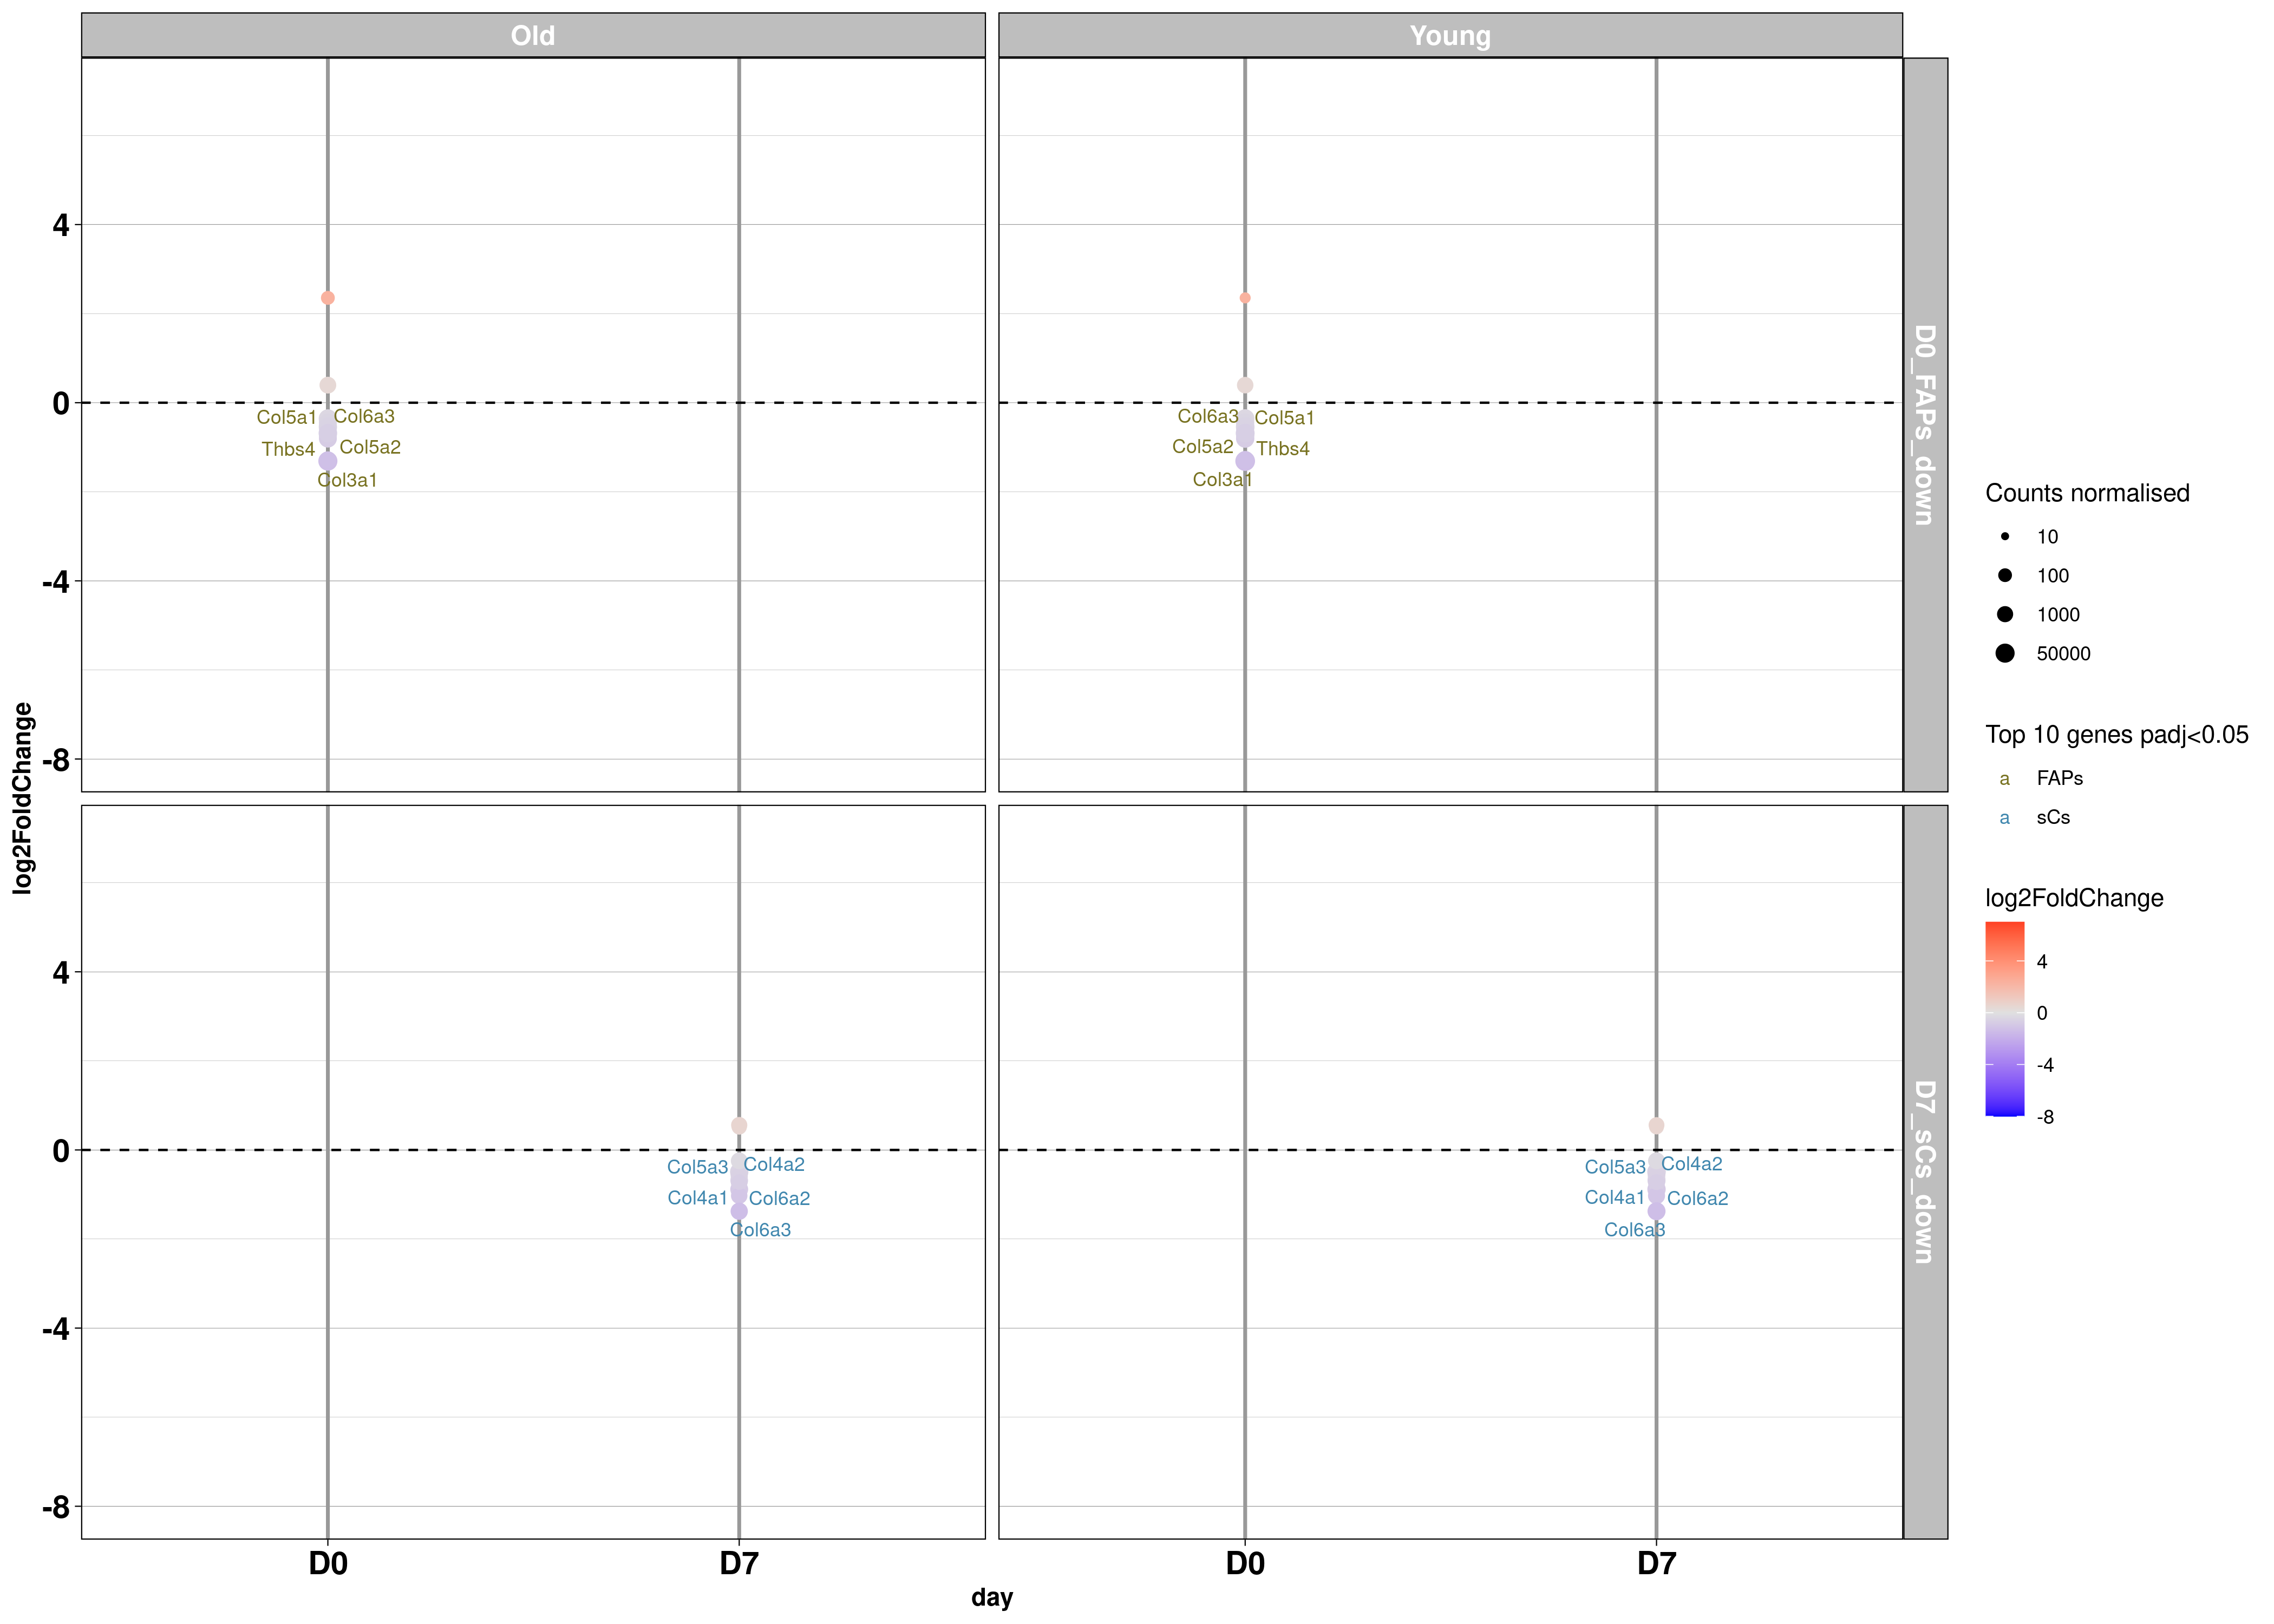 Old
Young
4
0
-4
-8
Col5a1
Col6a3
Thbs4
Col5a2
Col3a1
Col6a3
Col5a1
Col5a2
Thbs4
Col3a1
D0_FAPs_down
log2FoldChange
4
0
-4
-8
Col5a3
Col4a2
Col4a1
Col6a2
Col6a3
Col5a3
Col4a2
Col4a1
Col6a2
Col6a3
D7_sCs_down
D0
D7
D0
D7
day
Counts normalised
10
100
1000
50000
Top 10 genes padj<0.05
a FAPs
a sCs
log2FoldChange
4
0
-4
-8